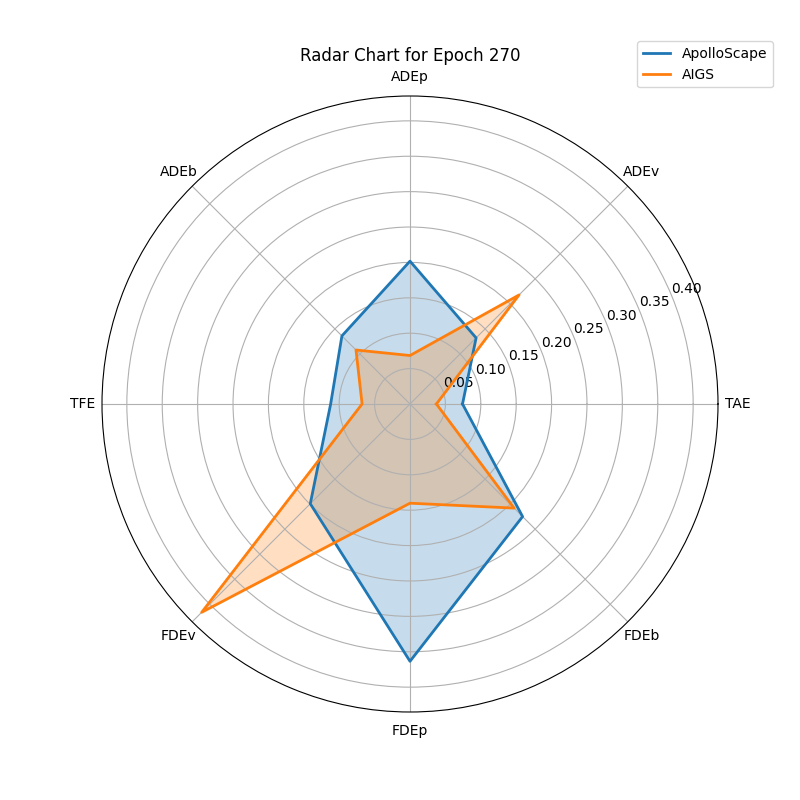 Radar Chart for Epoch 270
ApolloScape
AIGS
ADEp
ADEb
ADEv
0.40
0.35
0.30
0.25
0.20
0.15
0.10
0.05
TFE
TAE
FDEv
FDEb
FDEp